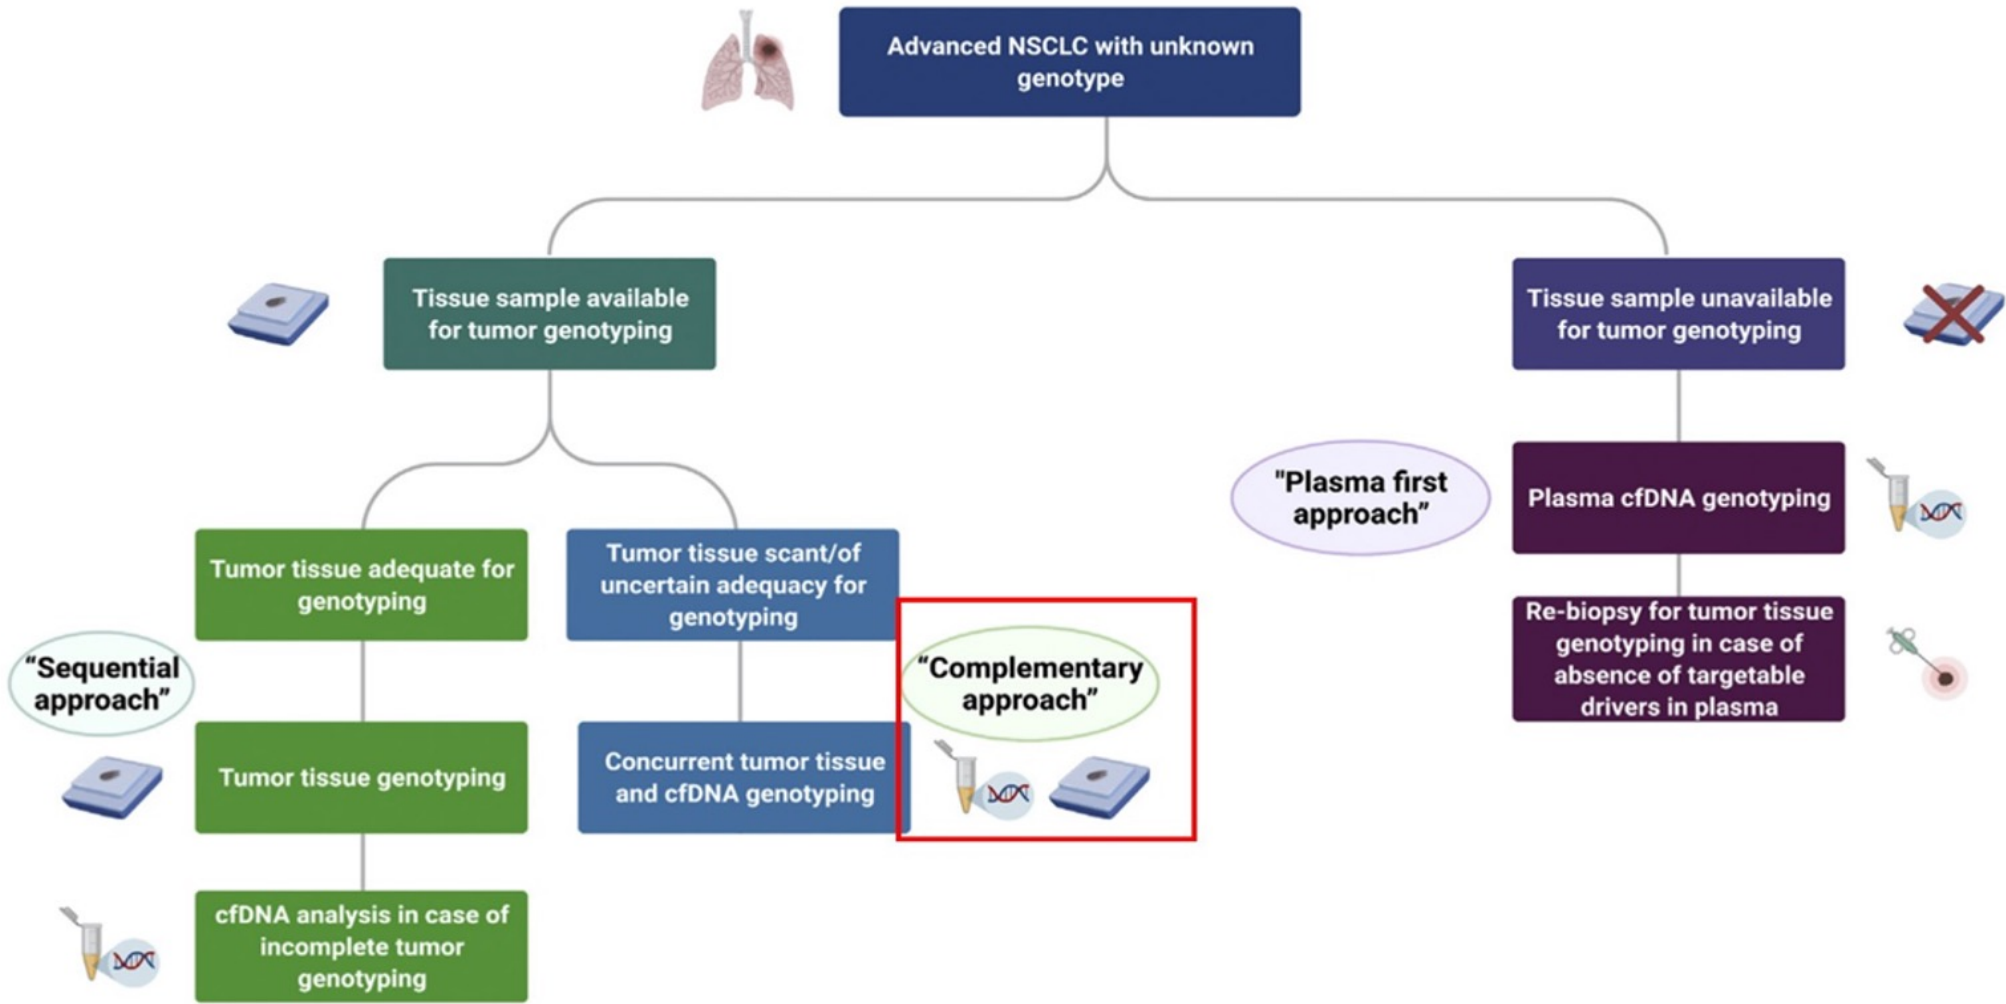 Advanced NSCLC with unknown
genotype
Tissue sample available
for tumor genotyping
Tissue sample unavailable
for tumor genotyping
"Plasma first
approach”
Plasma cfDNA genotyping
Re-biopsy for tumor tissue
genotyping in case of
absence of targetable
drivers in plasma
Tumor tissue adequate for
genotyping
Tumor tissue scant/of
uncertain adequacy for
genotyping
“Sequential
approach”
“Complementary
approach”
Tumor tissue genotyping
Concurrent tumor tissue
and cfDNA genotyping
cfDNA analysis in case of
incomplete tumor
genotyping